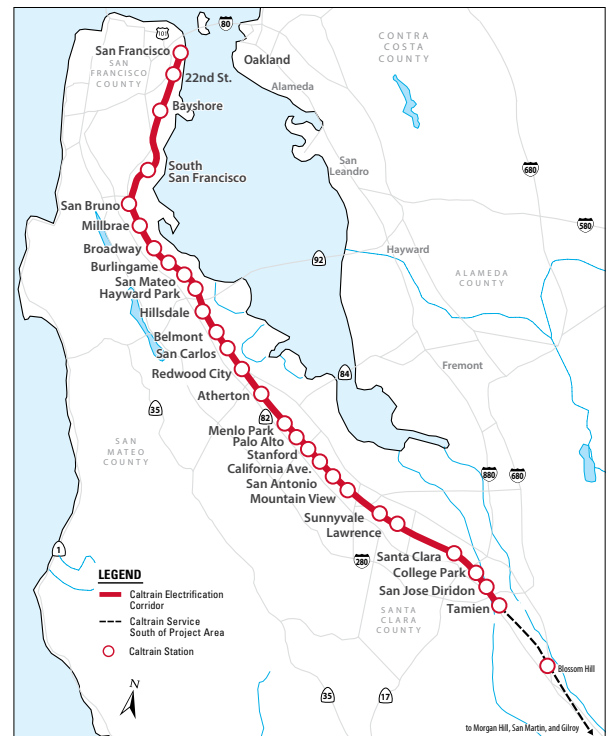 101
80
San Francisco
SAN
FRANCISCO
COUNTY
Oakland
CONTRA
COSTA
COUNTY
22nd St.
Alameda
Bayshore
South
San Francisco
San
Leandro
680
San Bruno
580
Millbrae
Broadway
Hayward
92
Burlingame
San Mateo
Hayward Park
ALAMEDA
COUNTY
Hillsdale
Belmont
San Carlos
Redwood City
Fremont
84
Atherton
35
82
Menlo Park
Palo Alto
Stanford
California Ave.
San Antonio
Mountain View
SAN
MATEO
COUNTY
880
680
Sunnyvale
Lawrence
1
280
Santa Clara
College Park
San Jose Diridon
Tamien
SANTA
CLARA
COUNTY
LEGEND
Caltrain Electrification
Corridor
Caltrain Service
South of Project Area
Caltrain Station
N
Blossom Hill
35
17
to Morgan Hill, San Martin, and Gilroy